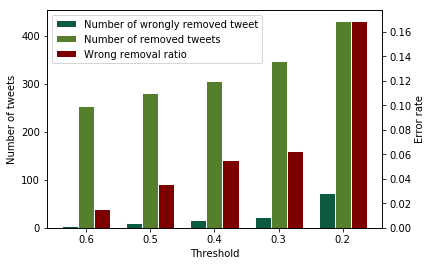 Number of wrongly removed tweet
Number of removed tweets
Wrong removal ratio
Number of tweets
400
300
200
100
0
0.16
0.14
0.12
0.10
0.08
0.06
0.04
0.02
0.00
Error rate
0.6 0.5 0.4 0.3 0.2
Threshold